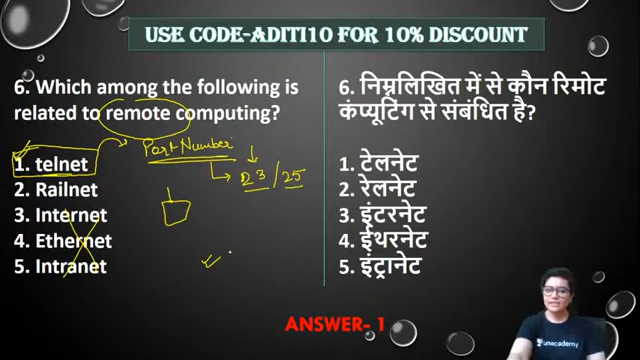 USE CODE-ADITI10 FOR 10% DISCOUNT
6. Which among the following is
related to remote computing?
1. telnet
2. Railnet
3. Internet
4. Ethernet
5. Intranet
Port Number
23/25
6. निम्नलिखित में से कौन रिमोट
कंप्यूटिंग से संबंधित है?
1. टेलनेट
2. रेलनेट
3. इंटरनेट
4. ईथरनेट
5. इंट्रानेट
ANSWER- 1
unacademy